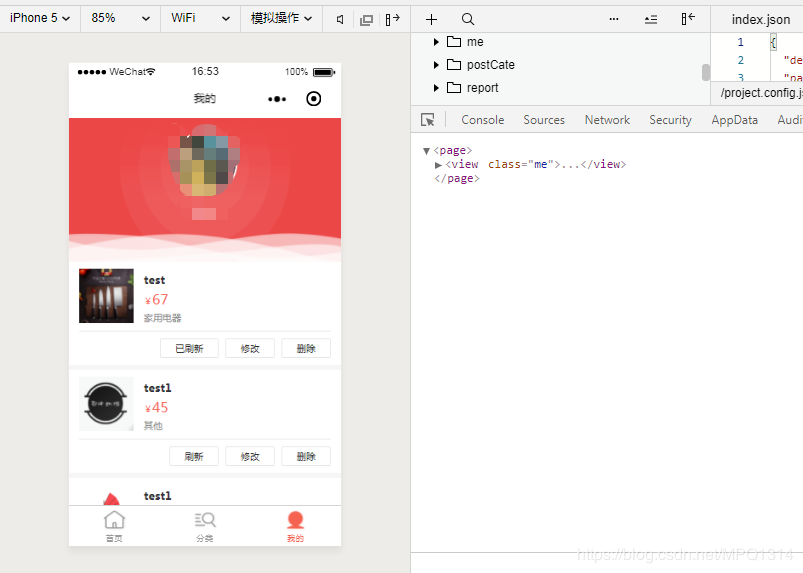 iPhone 5 85% WiFi 模拟操作
index.json
me
postCate
report
1 {
2 "de
3 "pa
/project.config.js
Console Sources Network Security AppData Audi
▼<page>
▶<view class="me">...</view>
</page>
WeChat 16:53 100%
我的
test
¥67
家用电器
已刷新 修改 删除
test1
¥45
其他
刷新 修改 删除
test1
首页 分类 我的
https://blog.csdn.net/MPQ1314